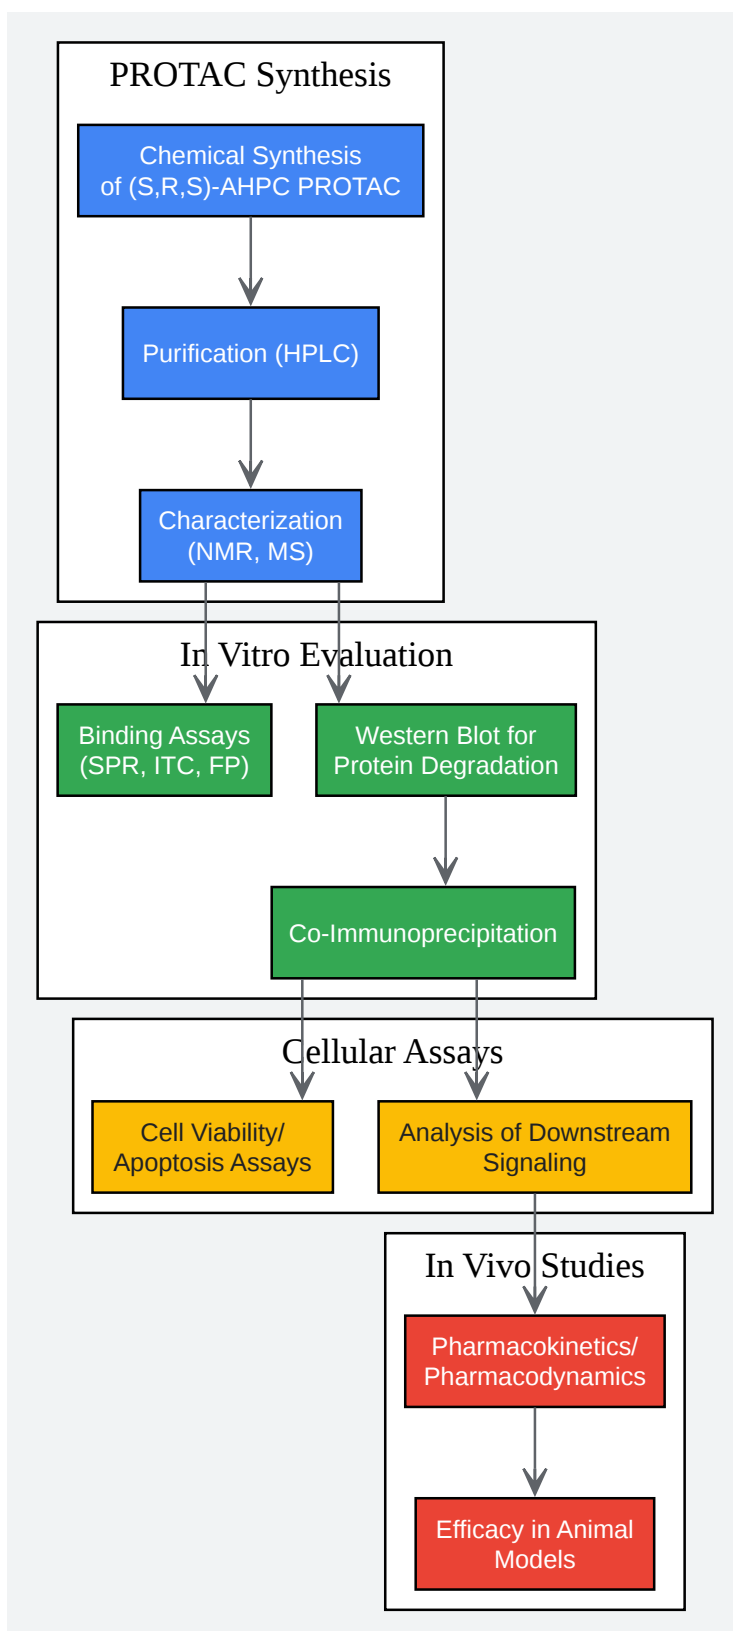 PROTAC Synthesis
Chemical Synthesis
of (S,R,S)-AHPC PROTAC
Purification (HPLC)
Characterization
(NMR, MS)
In Vitro Evaluation
Binding Assays
(SPR, ITC, FP)
Western Blot for
Protein Degradation
Co-Immunoprecipitation
Cellular Assays
Cell Viability/
Apoptosis Assays
Analysis of Downstream
Signaling
In Vivo Studies
Pharmacokinetics/
Pharmacodynamics
Efficacy in Animal
Models